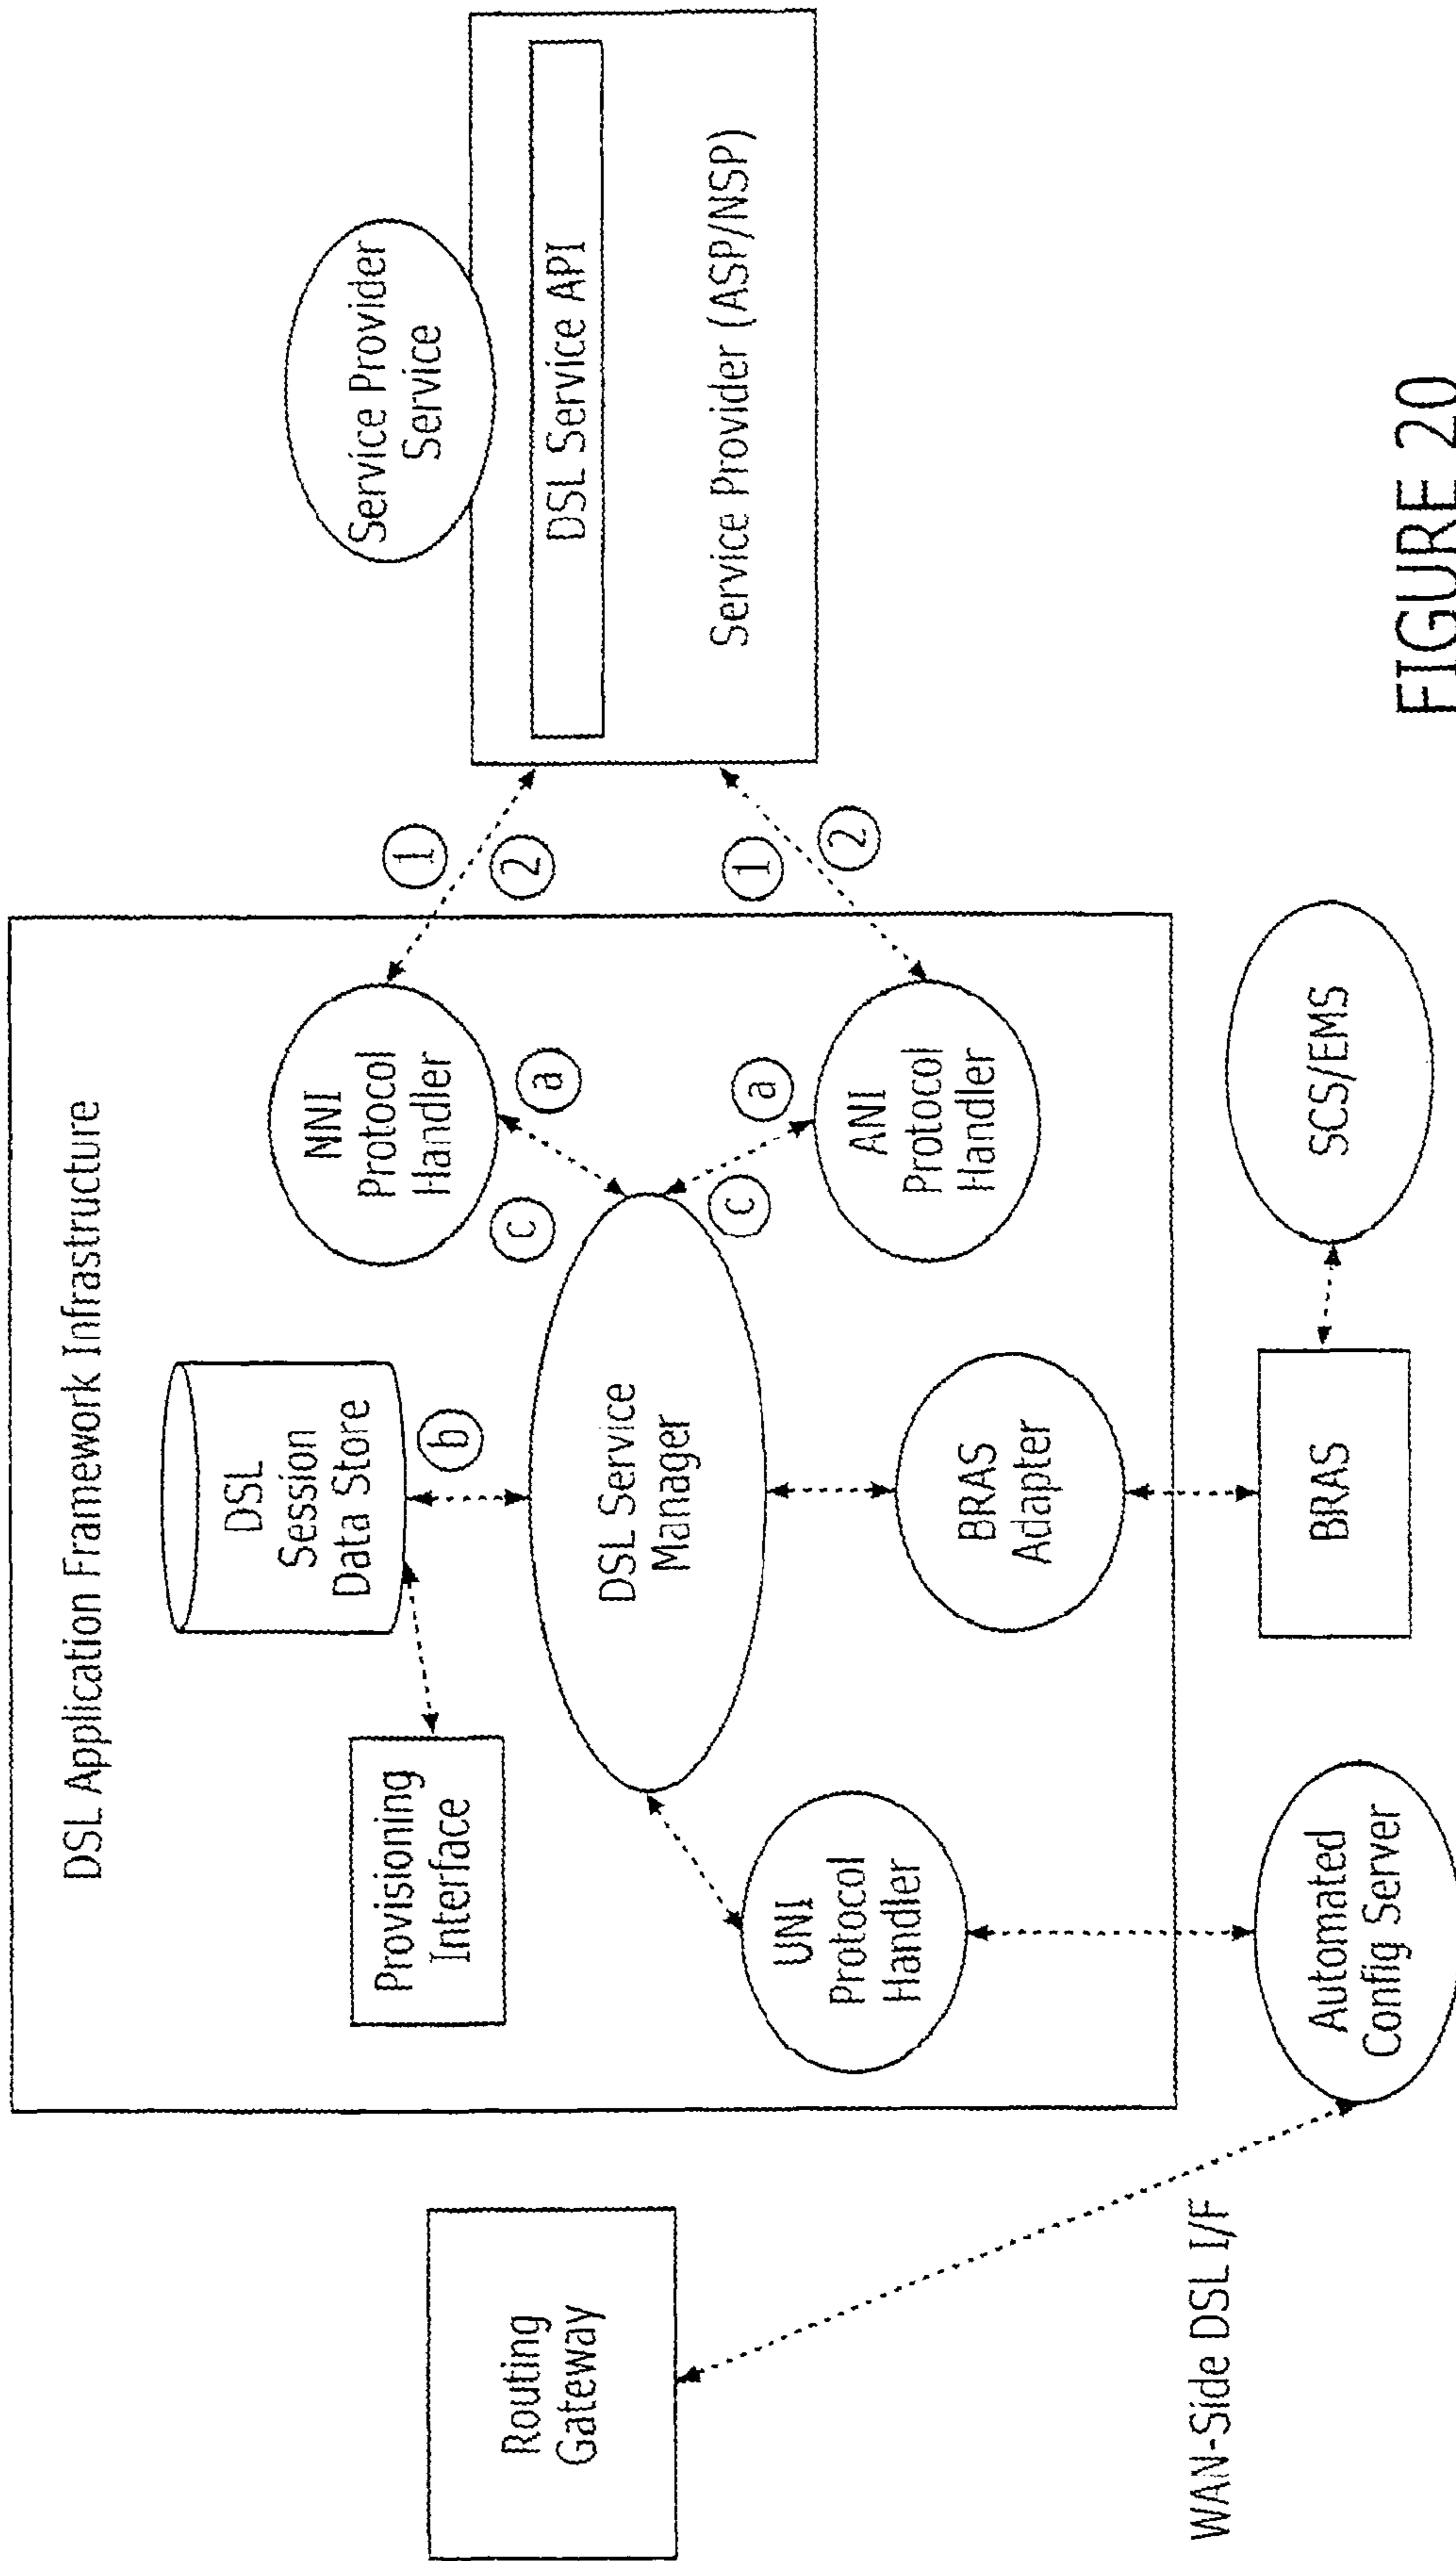 DSL Application Framework Infrastructure
Provisioning
Interface
DSL
Session
Data Store
b
NNI
Protocol
Handler
1
2
a
c
Service Provider
Service
DSL Service API
Service Provider (ASP/NSP)
Routing
Gateway
DSL Service
Manager
1
2
a
c
UNI
Protocol
Handler
BRAS
Adapter
ANI
Protocol
Handler
WAN-Side DSL I/F
Automated
Config Server
BRAS
SCS/EMS
FIGURE 20